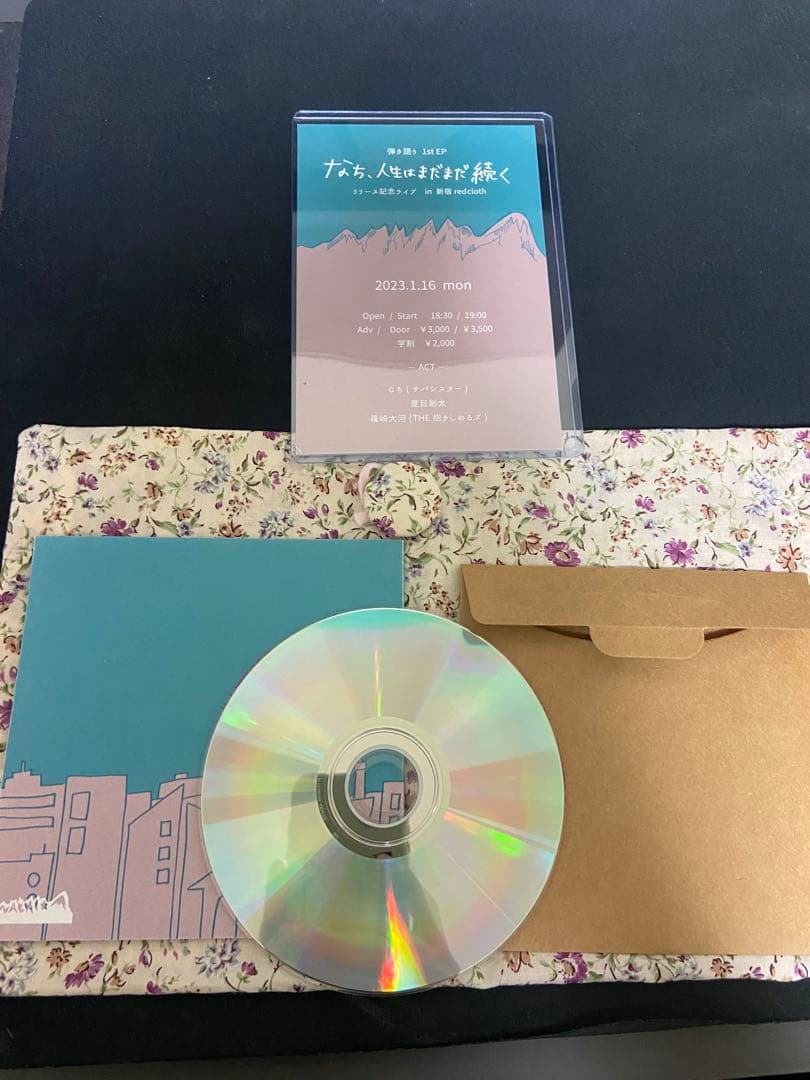 弾き語り 1st EP
なち、人生はまだまだ続く
リリース記念ライブ in 新宿 redcloth
2023.1.16 mon
Open / Start 18:30 / 19:00
Adv / Door ¥3,000 / ¥3,500
学割 ¥2,000
— ACT —
なち ( サバシスター )
夏目創太
篠崎大河 (THE 抱きしめるズ )